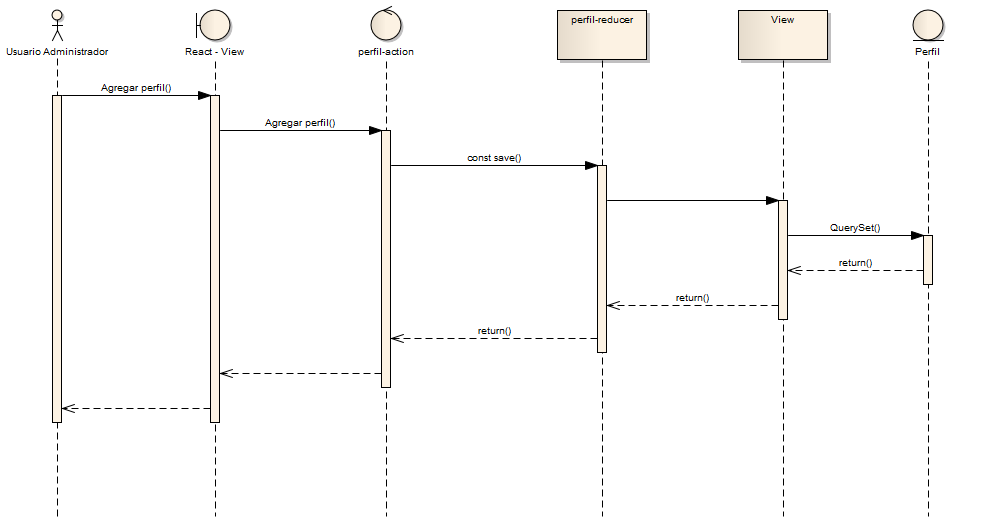 Usuario Administrador
React - View
perfil-action
perfil-reducer
View
Perfil
Agregar perfil()
Agregar perfil()
const save()
QuerySet()
return()
return()
return()